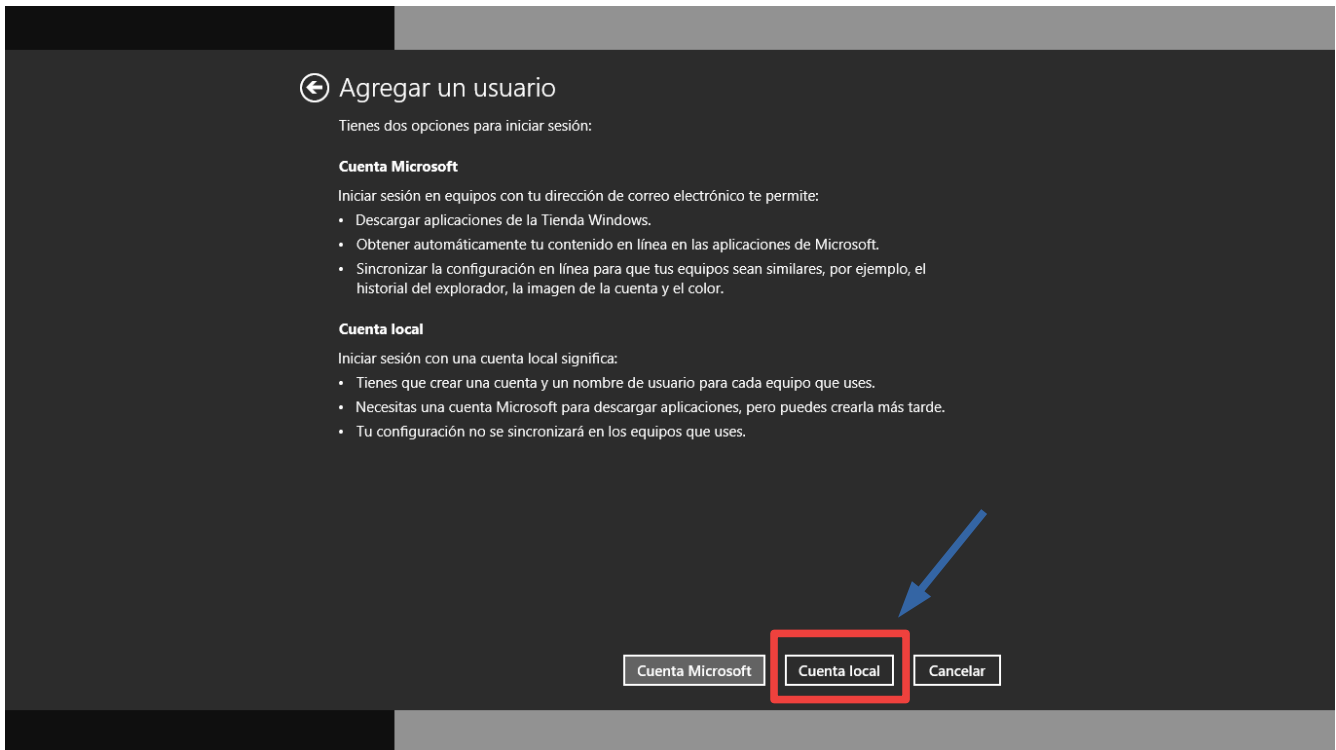 Agregar un usuario
Tienes dos opciones para iniciar sesión:
Cuenta Microsoft
Iniciar sesión en equipos con tu dirección de correo electrónico te permite:
• Descargar aplicaciones de la Tienda Windows.
• Obtener automáticamente tu contenido en línea en las aplicaciones de Microsoft.
• Sincronizar la configuración en línea para que tus equipos sean similares, por ejemplo, el
historial del explorador, la imagen de la cuenta y el color.
Cuenta local
Iniciar sesión con una cuenta local significa:
• Tienes que crear una cuenta y un nombre de usuario para cada equipo que uses.
• Necesitas una cuenta Microsoft para descargar aplicaciones, pero puedes crearla más tarde.
• Tu configuración no se sincronizará en los equipos que uses.
Cuenta Microsoft
Cuenta local
Cancelar